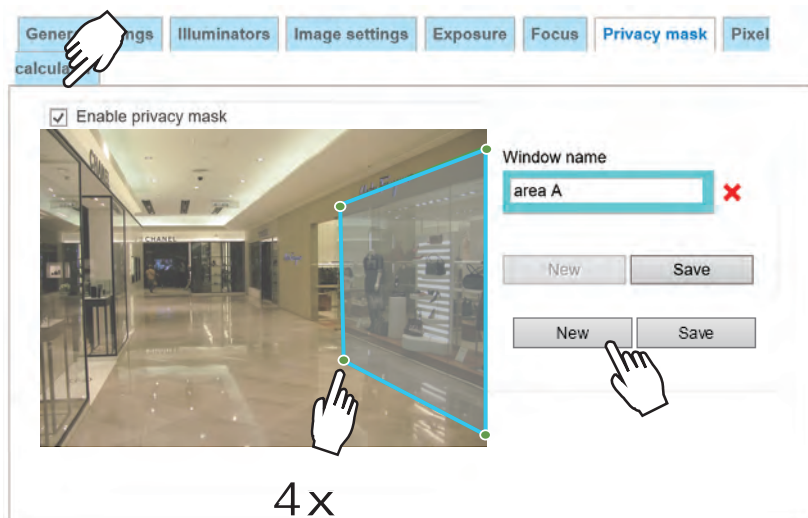 Illuminators Image settings Exposure Focus Privacy mask Pixel
Enable privacy mask
CHANEL
CHANEL
Window name
area A
New Save
New Save
4x